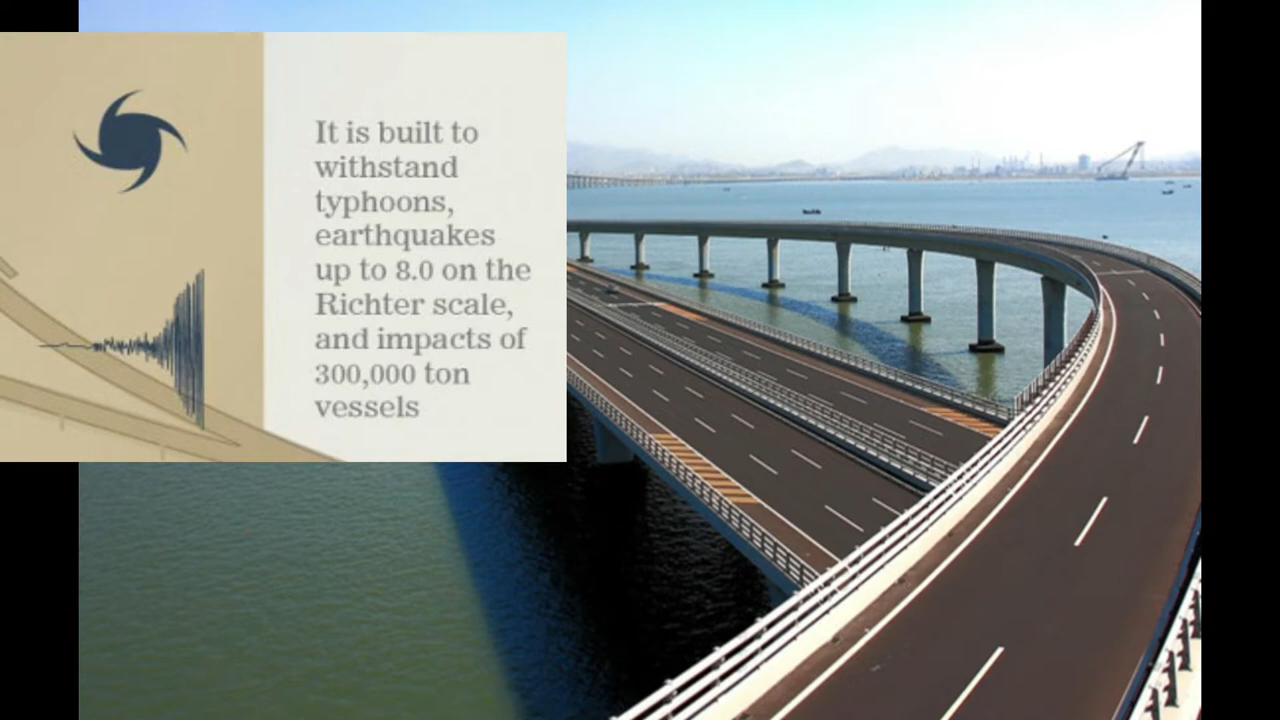 It is built to
withstand
typhoons,
earthquakes
up to 8.0 on the
Richter scale,
and impacts of
300,000 ton
vessels